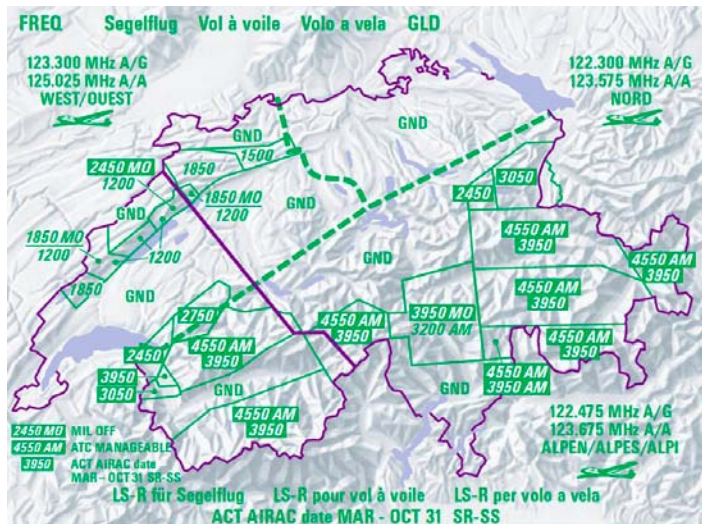 FREQ Segelflug Vol à voile Volo a vela GLD
123.300 MHz A/G
125.025 MHz A/A
WEST/OUEST
122.300 MHz A/G
123.575 MHz A/A
NORD
GND
GND
1500
2450 MO
1200
1850
3050
2450
GND
1850 MO
1200
GND
4550 AM
3950
1850 MO
1200
1200
GND
4550 AM
3950
1850
GND
2750
3950 MO
3200 AM
4550 AM
3950
2450
4550 AM
3950
4550 AM
3950
4550 AM
3950
3950
3050
GND
GND
4550 AM
3950 AM
4550 AM
3950
122.475 MHz A/G
123.675 MHz A/A
ALPEN/ALPES/ALPI
2450 MO MIL OFF
4550 AM ATC MANAGEABLE
3950 ACT AIRAC date
MAR - OCT 31 SR-SS
LS-R für Segelflug LS-R pour vol à voile LS-R per volo a vela
ACT AIRAC date MAR - OCT 31 SR-SS